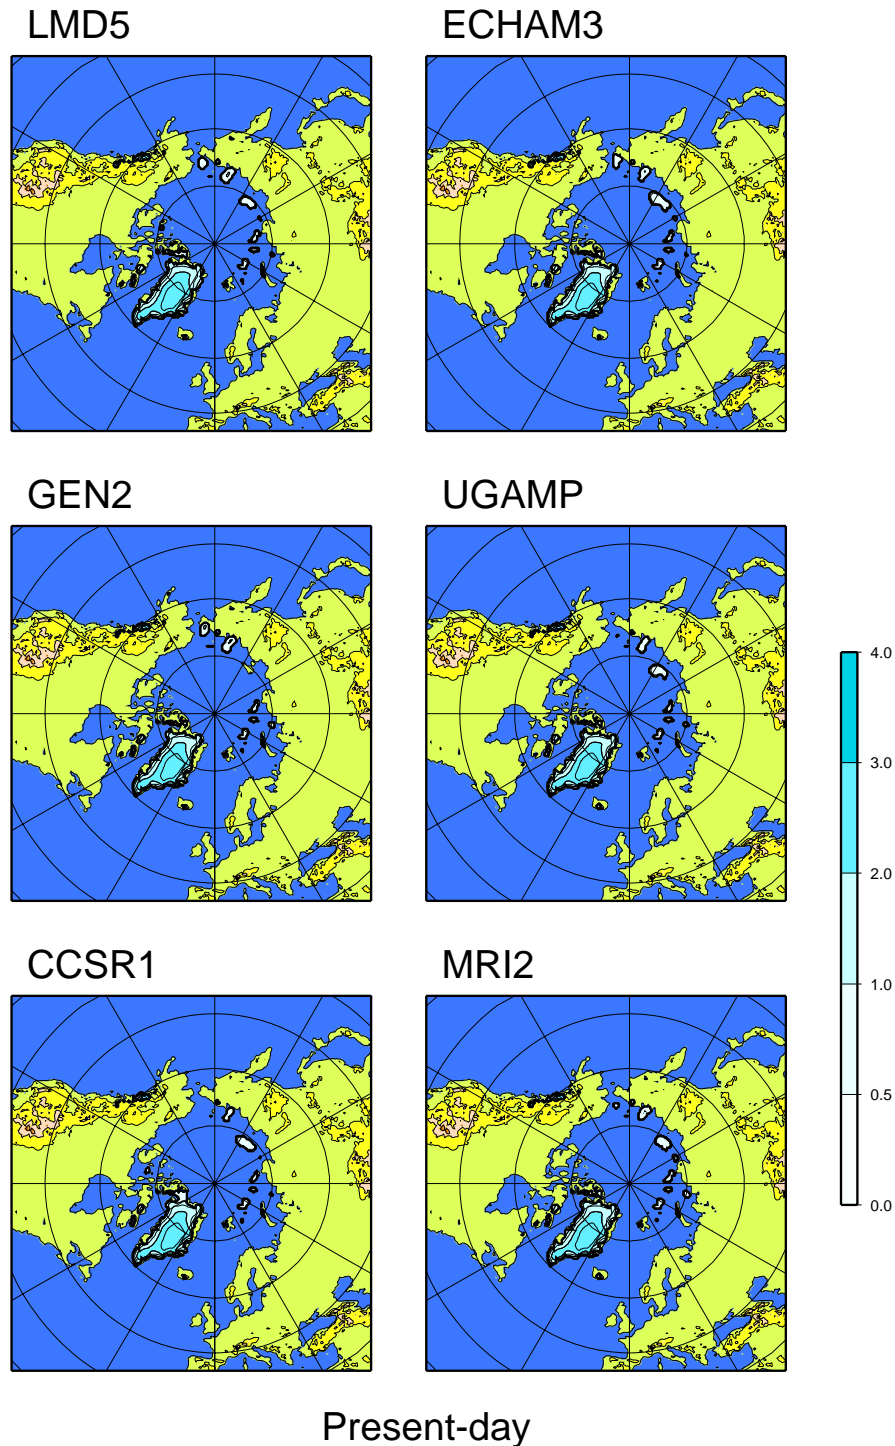 LMD5
ECHAM3
GEN2
UGAMP
4.0
3.0
2.0
1.0
0.5
0.0
CCSR1
MRI2
Present-day